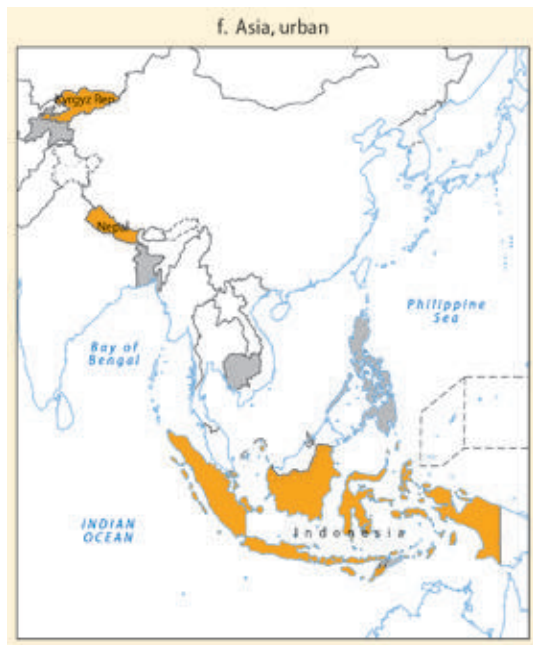 f. Asia, urban
Kyrgyz Rep
Nepal
Philippine
Sea
Bay of
Bengal
INDIAN
OCEAN
Indonesia